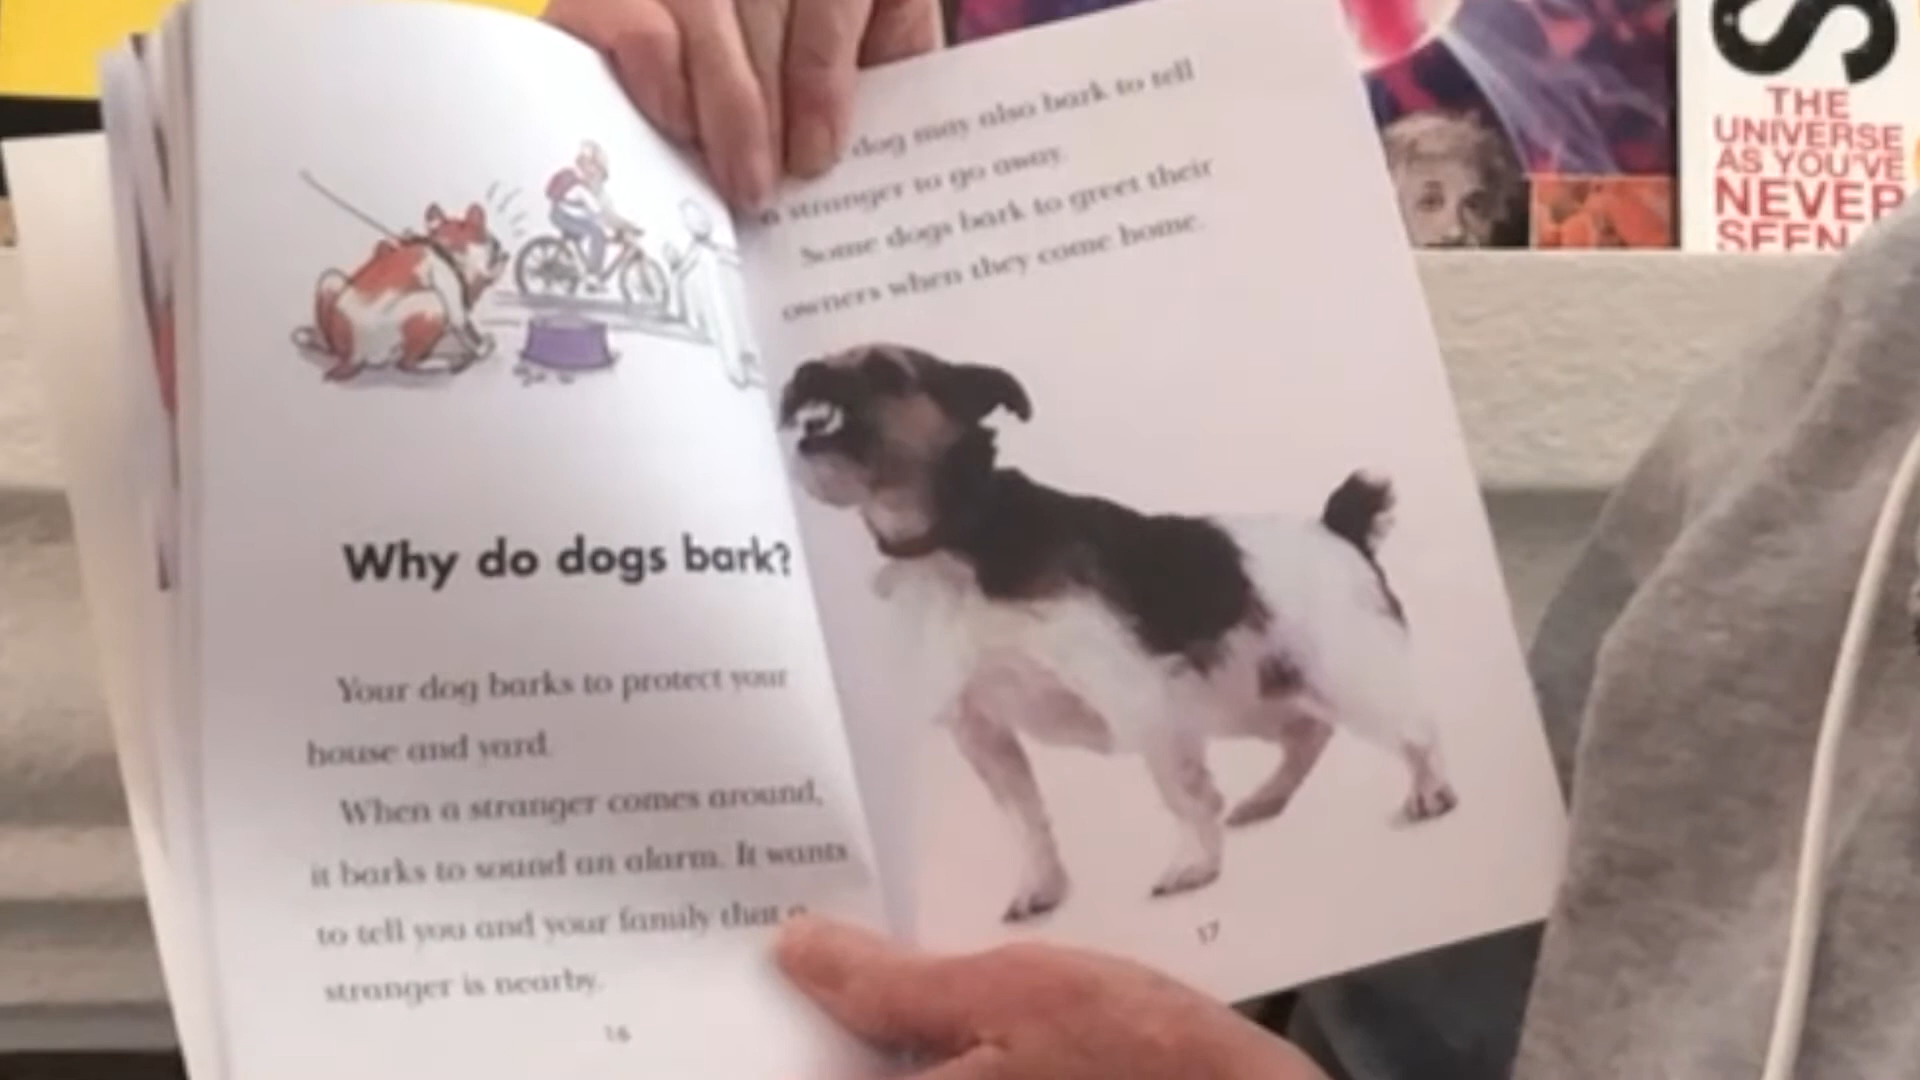 Why do dogs bark?
Your dog barks to protect your
house and yard.
When a stranger comes around,
it barks to sound an alarm. It wants
to tell you and your family that a
stranger is nearby.
16
dog may also bark to tell
a stranger to go away.
Some dogs bark to greet their
owners when they come home.
17
S
THE
UNIVERSE
AS YOU'VE
NEVER
SEEN